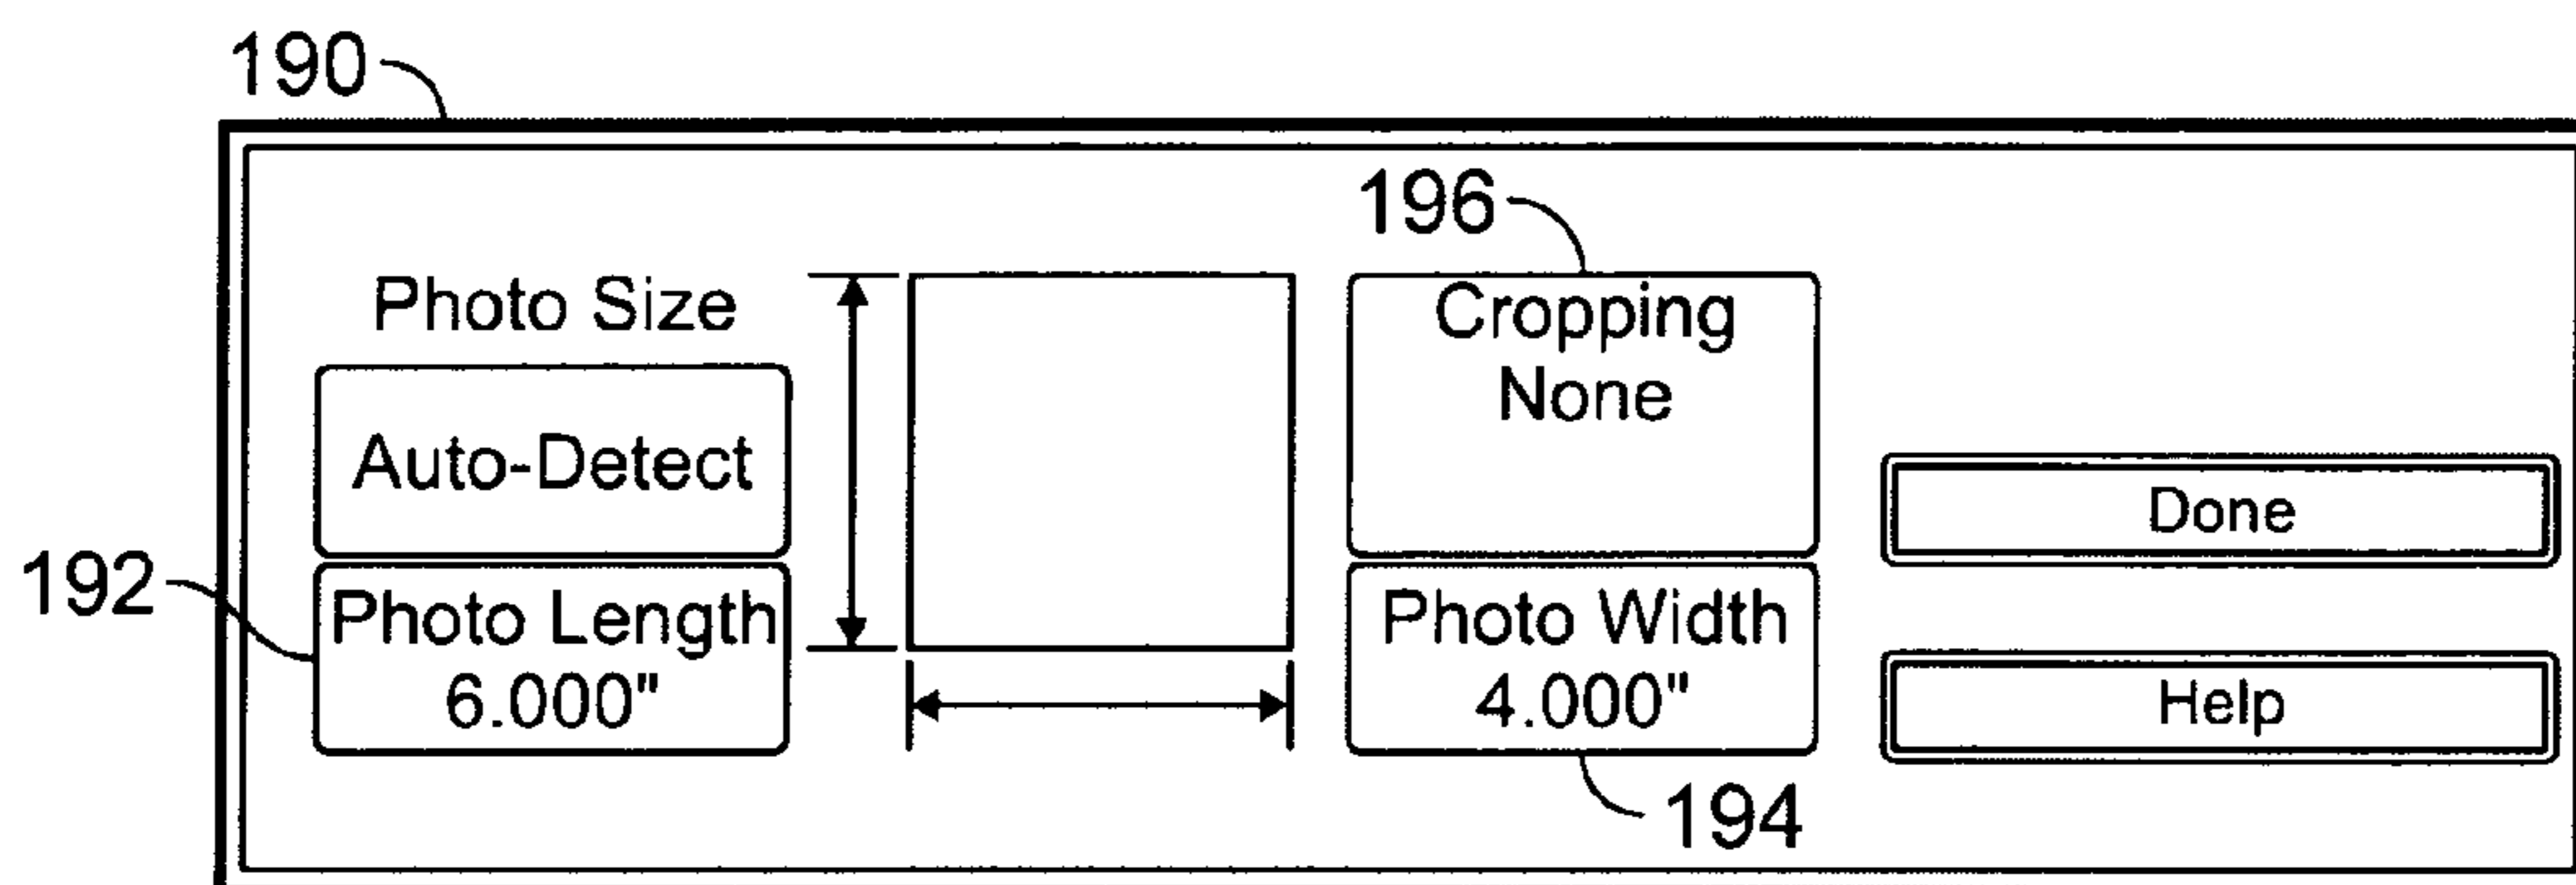 190
196
Photo Size
Cropping
None
Auto-Detect
Done
192
Photo Length
6.000"
Photo Width
4.000"
Help
194